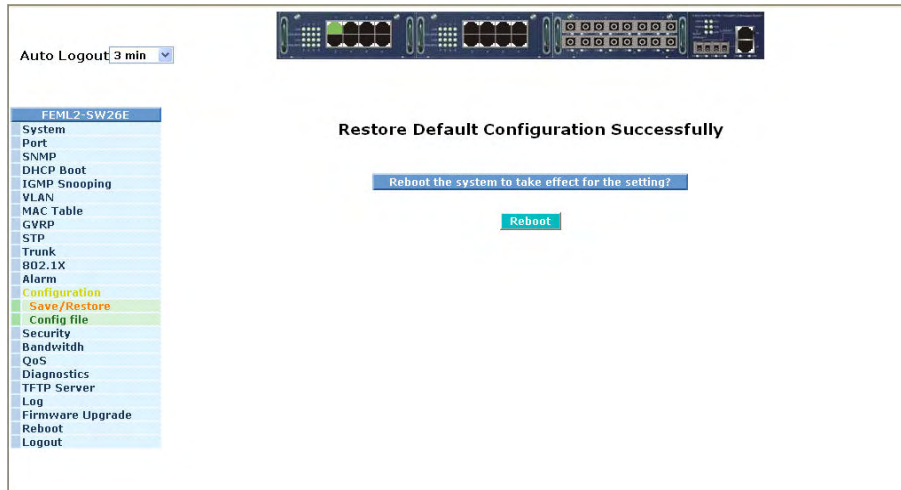 Auto Logout 3 min
FEML2-SW26E
System
Port
SNMP
DHCP Boot
IGMP Snooping
VLAN
MAC Table
GVRP
STP
Trunk
802.1X
Alarm
Configuration
Save/Restore
Config file
Security
Bandwitdh
QoS
Diagnostics
TFTP Server
Log
Firmware Upgrade
Reboot
Logout
Restore Default Configuration Successfully
Reboot the system to take effect for the setting?
Reboot